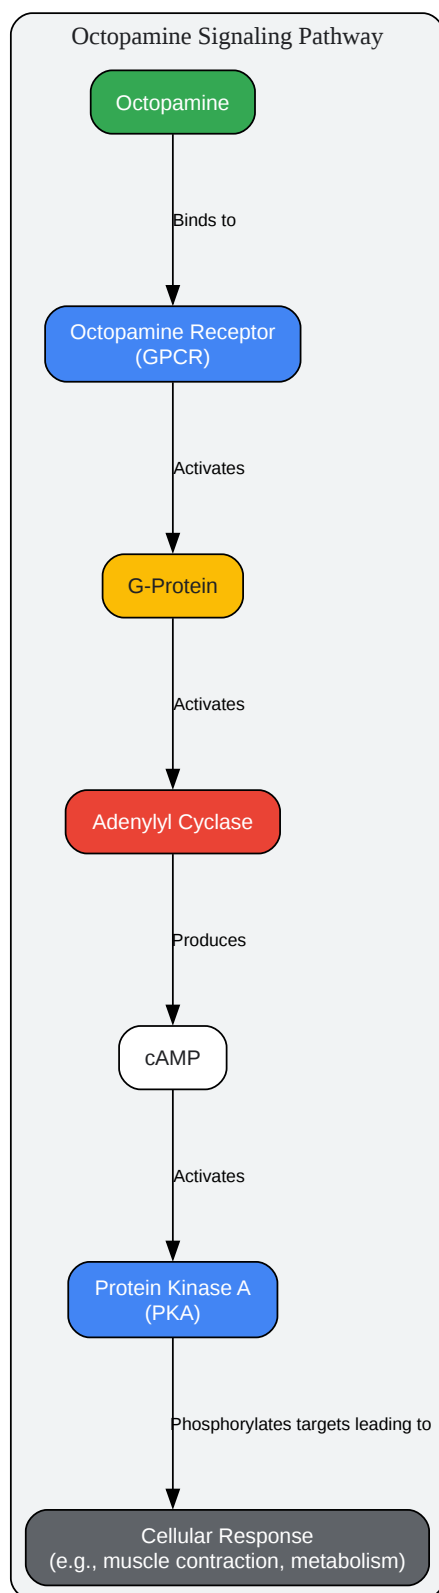 Octopamine Signaling Pathway
Octopamine
Binds to
Octopamine Receptor
(GPCR)
Activates
G-Protein
Activates
Adenylyl Cyclase
Produces
cAMP
Activates
Protein Kinase A
(PKA)
Phosphorylates targets leading to
Cellular Response
(e.g., muscle contraction, metabolism)